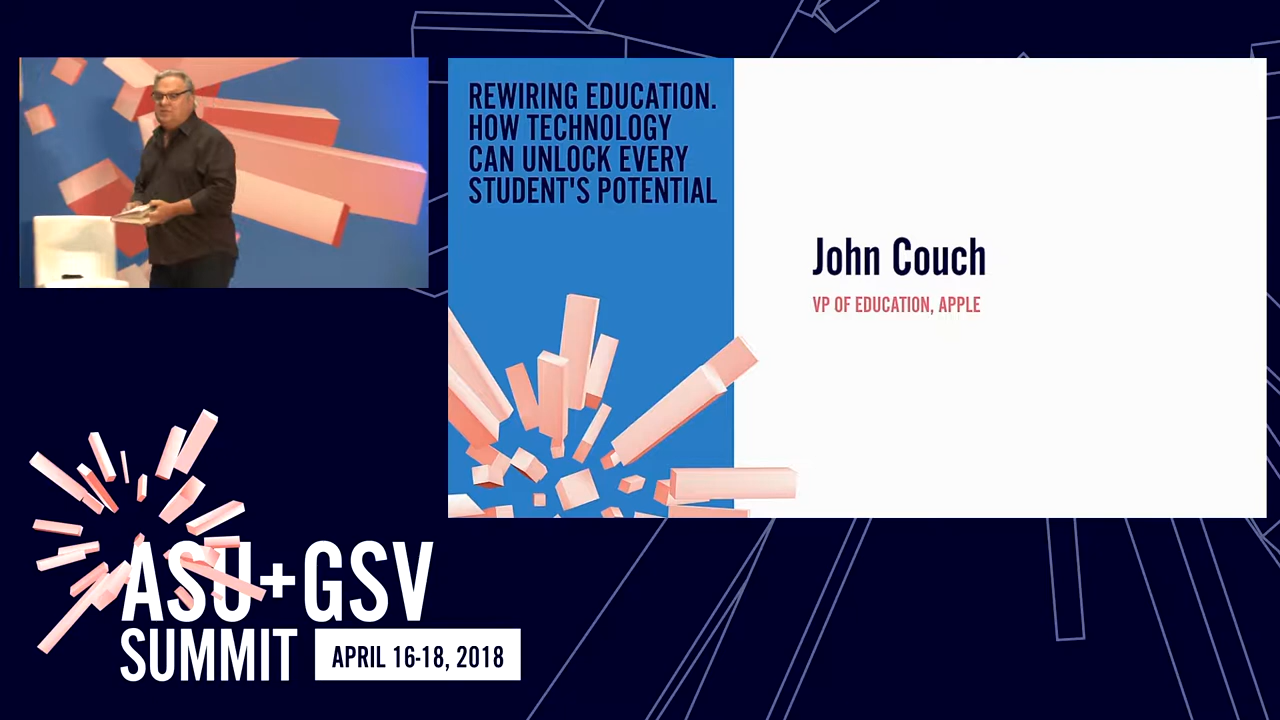 REWIRING EDUCATION.
HOW TECHNOLOGY
CAN UNLOCK EVERY
STUDENT'S POTENTIAL
John Couch
VP OF EDUCATION, APPLE
ASU+GSV
SUMMIT
APRIL 16-18, 2018